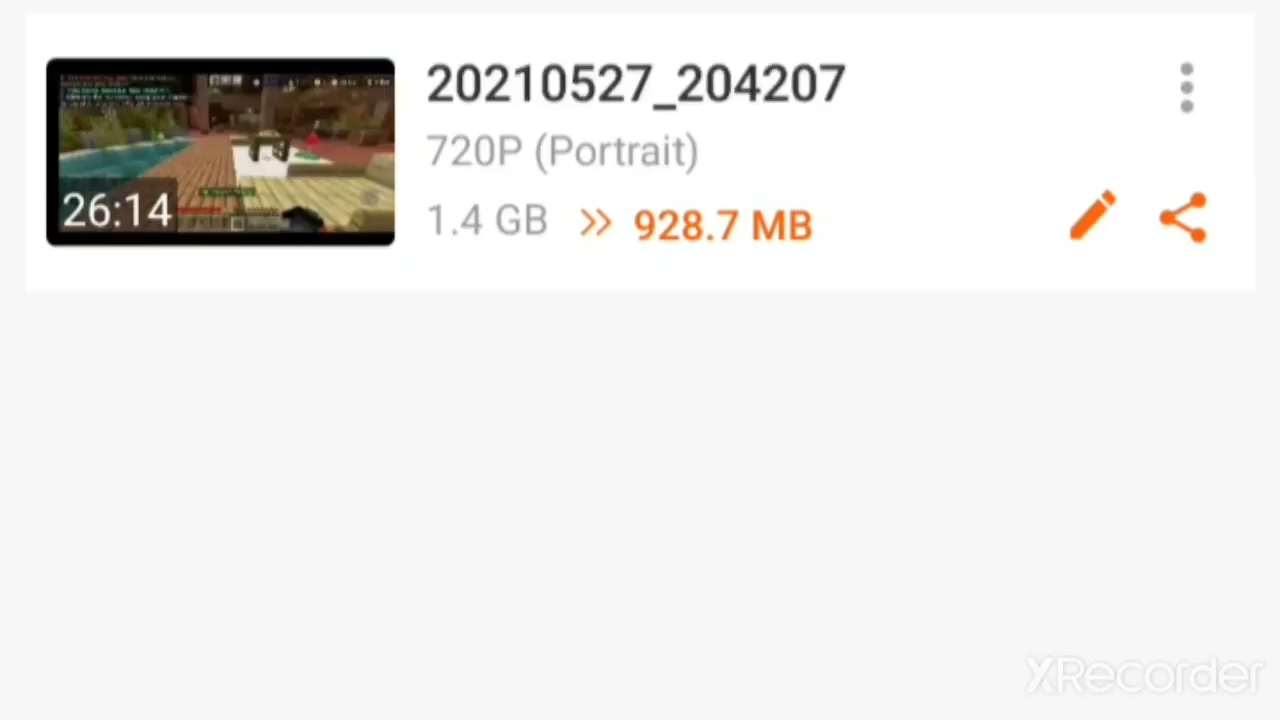 20210527_204207
720P (Portrait)
26:14
1.4 GB >> 928.7 MB
XRecorder